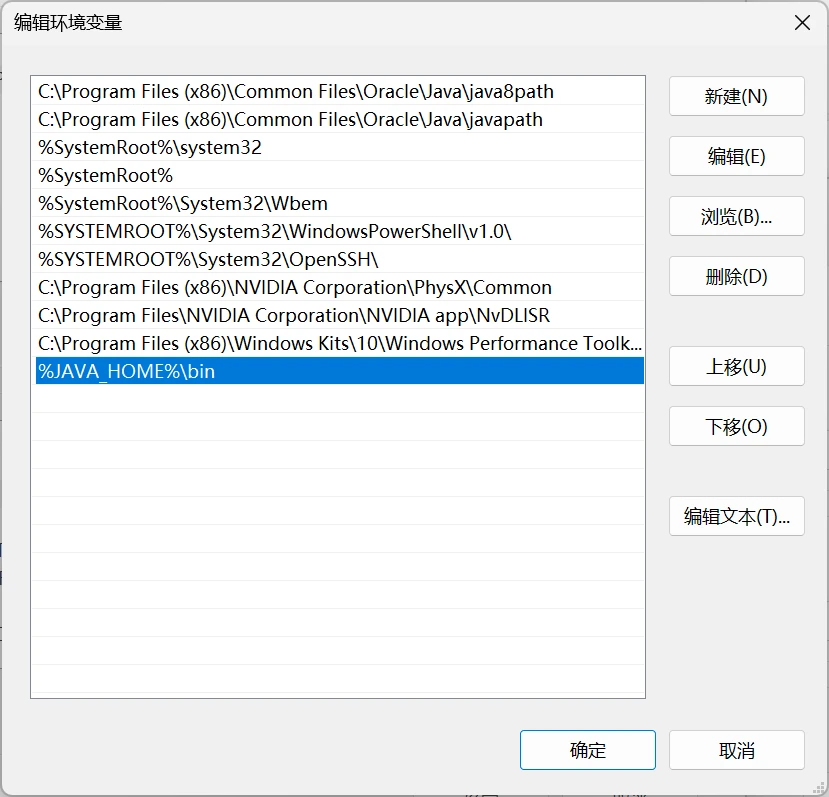 编辑环境变量
C:\Program Files (x86)\Common Files\Oracle\Java\java8path
C:\Program Files (x86)\Common Files\Oracle\Java\javapath
%SystemRoot%\system32
%SystemRoot%
%SystemRoot%\System32\Wbem
%SYSTEMROOT%\System32\WindowsPowerShell\v1.0\
%SYSTEMROOT%\System32\OpenSSH\
C:\Program Files (x86)\NVIDIA Corporation\PhysX\Common
C:\Program Files\NVIDIA Corporation\NVIDIA app\NvDLISR
C:\Program Files (x86)\Windows Kits\10\Windows Performance Toolk...
%JAVA_HOME%\bin
新建(N)
编辑(E)
浏览(B)...
删除(D)
上移(U)
下移(O)
编辑文本(T)...
确定
取消